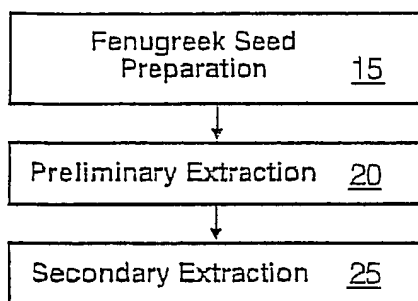 Fenugreek Seed
Preparation 15
Preliminary Extraction 20
Secondary Extraction 25